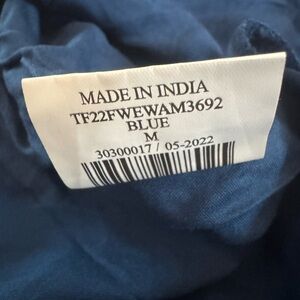 MADE IN INDIA
TF22FWEWAM3692
BLUE
M
30300017 / 05-2022